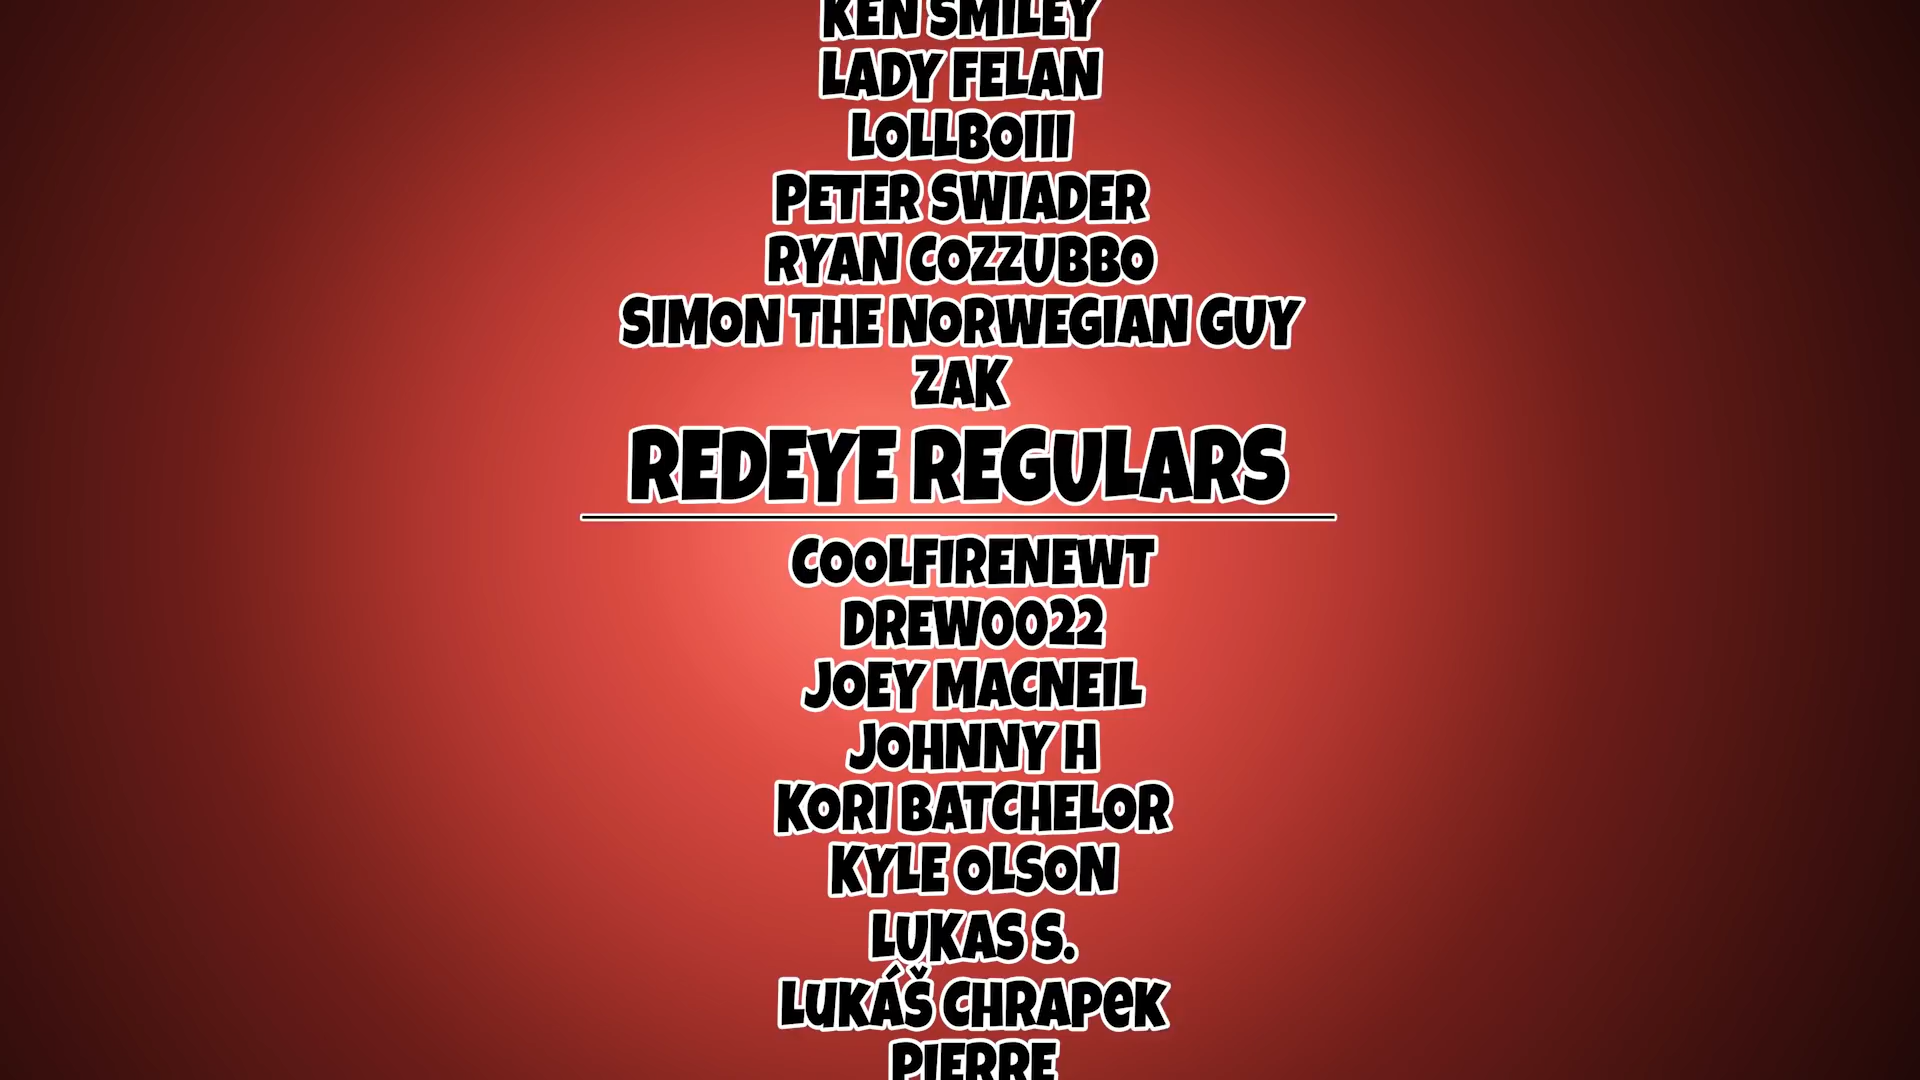 KEN SMILEY
LADY FELAN
LOLLBOIII
PETER SWIADER
RYAN COZZUBBO
SIMON THE NORWEGIAN GUY
ZAK
REDEYE REGULARS
COOLFIRENEWT
DREW0022
JOEY MACNEIL
JOHNNY H
KORI BATCHELOR
KYLE OLSON
LUKAS S.
LUKÁŠ CHRAPEK
PIERRE